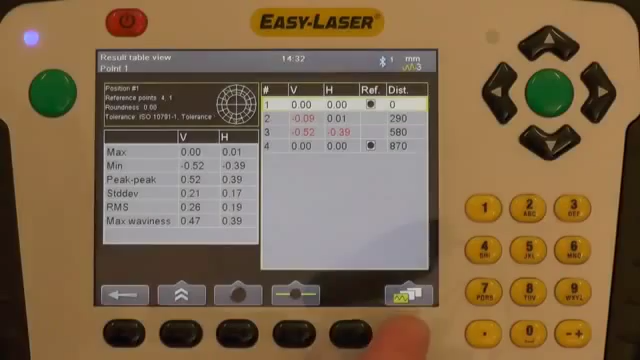 EASY-LASER®
Result table view
14:32
1
mm
Point 1
3
Position #1
Reference points 4, 1
Roundness: 0.00
Tolerance: ISO 10791-1, Tolerance
# V H Ref. Dist.
1 0.00 0.00 0
2 -0.09 0.01 290
3 -0.52 -0.39 580
4 0.00 0.00 870
V H
Max 0.00 0.01
Min -0.52 -0.39
Peak-peak 0.52 0.39
Stddev 0.21 0.17
RMS 0.26 0.19
Max waviness 0.47 0.39
1 2 ABC 3 DEF
4 GHI 5 JKL 6 MNO
7 PQRS 8 TUV 9 WXYZ
. 0 -+